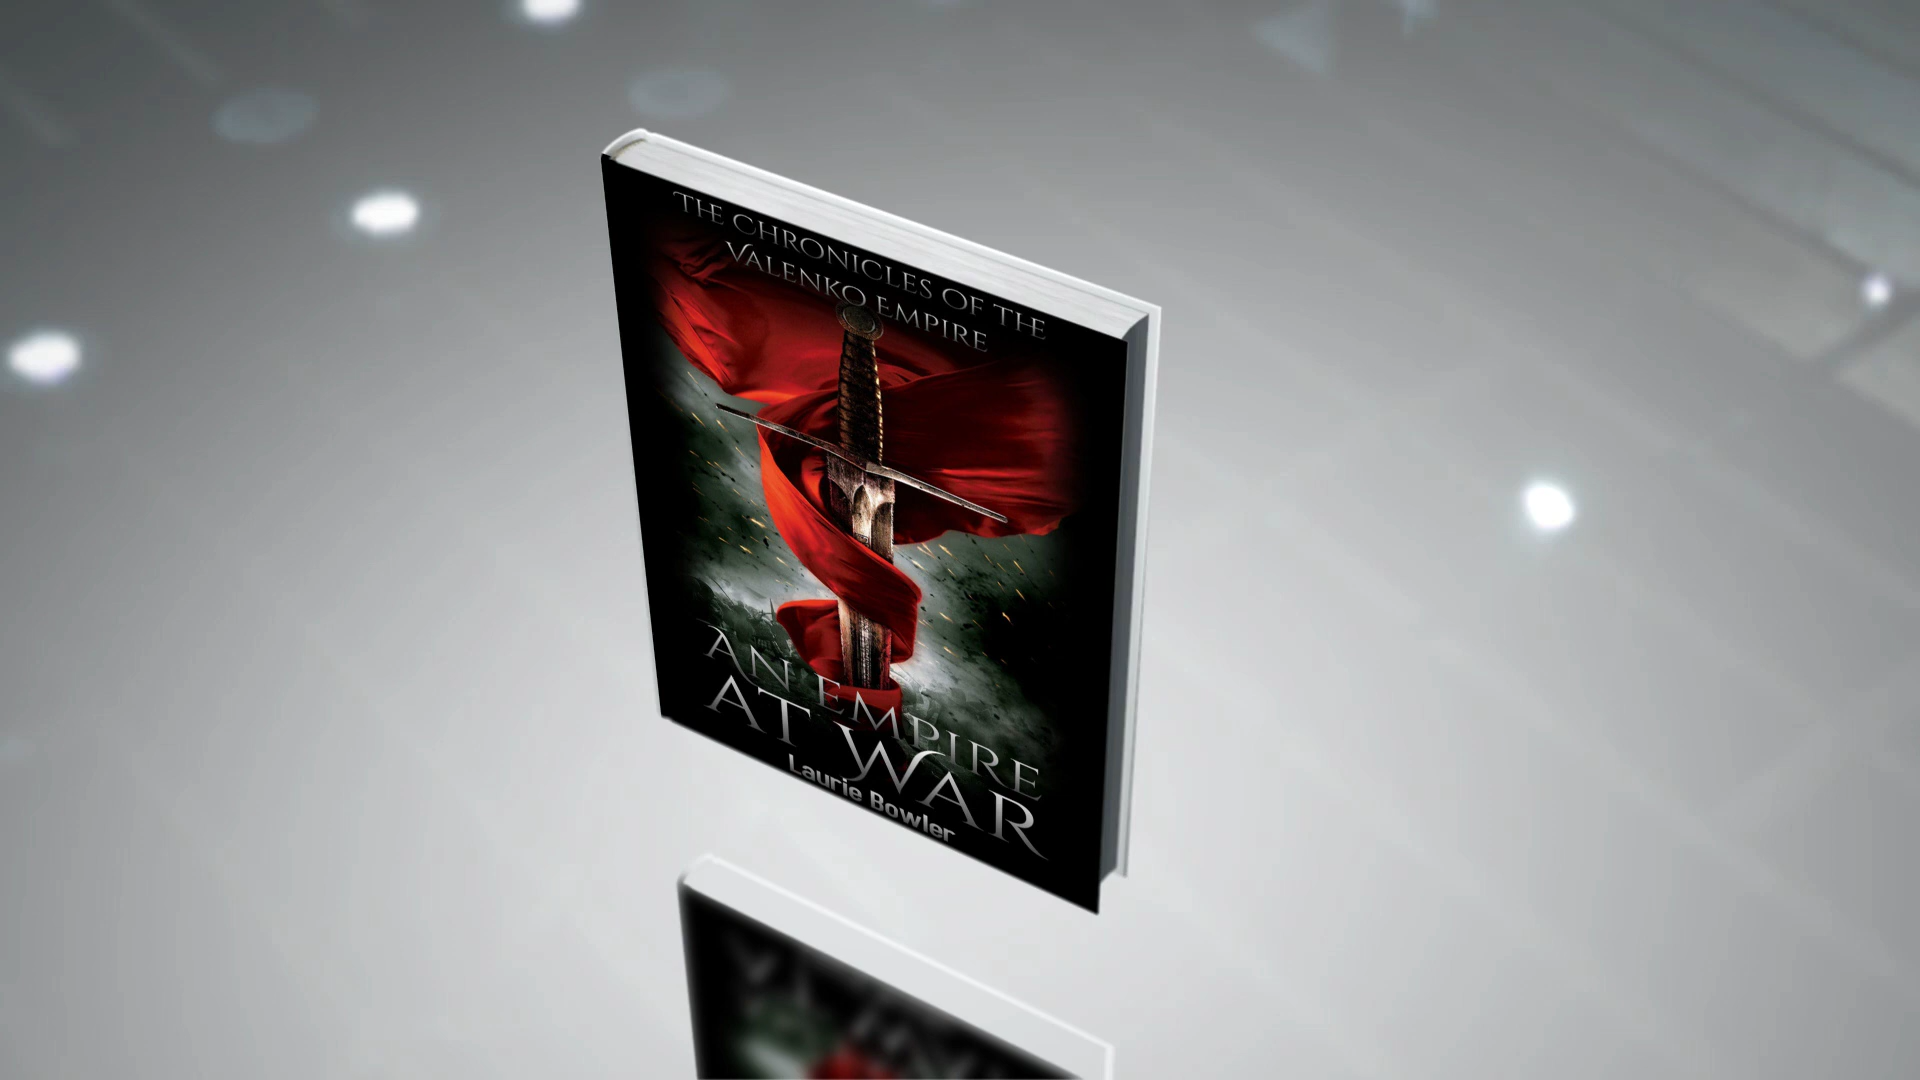 The Chronicles of the
Valenko Empire
An Empire
at War
Laurie Bowler